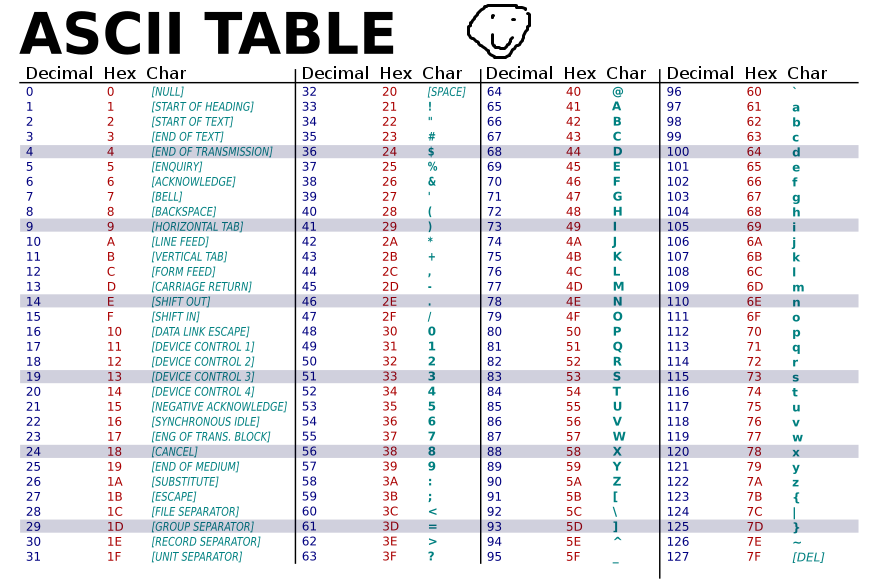 ASCII TABLE
Decimal Hex Char Decimal Hex Char Decimal Hex Char Decimal Hex Char
0 0 [NULL] 32 20 [SPACE] 64 40 @ 96 60 `
1 1 [START OF HEADING] 33 21 ! 65 41 A 97 61 a
2 2 [START OF TEXT] 34 22 " 66 42 B 98 62 b
3 3 [END OF TEXT] 35 23 # 67 43 C 99 63 c
4 4 [END OF TRANSMISSION] 36 24 $ 68 44 D 100 64 d
5 5 [ENQUIRY] 37 25 % 69 45 E 101 65 e
6 6 [ACKNOWLEDGE] 38 26 & 70 46 F 102 66 f
7 7 [BELL] 39 27 ' 71 47 G 103 67 g
8 8 [BACKSPACE] 40 28 ( 72 48 H 104 68 h
9 9 [HORIZONTAL TAB] 41 29 ) 73 49 I 105 69 i
10 A [LINE FEED] 42 2A * 74 4A J 106 6A j
11 B [VERTICAL TAB] 43 2B + 75 4B K 107 6B k
12 C [FORM FEED] 44 2C , 76 4C L 108 6C l
13 D [CARRIAGE RETURN] 45 2D - 77 4D M 109 6D m
14 E [SHIFT OUT] 46 2E . 78 4E N 110 6E n
15 F [SHIFT IN] 47 2F / 79 4F O 111 6F o
16 10 [DATA LINK ESCAPE] 48 30 0 80 50 P 112 70 p
17 11 [DEVICE CONTROL 1] 49 31 1 81 51 Q 113 71 q
18 12 [DEVICE CONTROL 2] 50 32 2 82 52 R 114 72 r
19 13 [DEVICE CONTROL 3] 51 33 3 83 53 S 115 73 s
20 14 [DEVICE CONTROL 4] 52 34 4 84 54 T 116 74 t
21 15 [NEGATIVE ACKNOWLEDGE] 53 35 5 85 55 U 117 75 u
22 16 [SYNCHRONOUS IDLE] 54 36 6 86 56 V 118 76 v
23 17 [ENG OF TRANS. BLOCK] 55 37 7 87 57 W 119 77 w
24 18 [CANCEL] 56 38 8 88 58 X 120 78 x
25 19 [END OF MEDIUM] 57 39 9 89 59 Y 121 79 y
26 1A [SUBSTITUTE] 58 3A : 90 5A Z 122 7A z
27 1B [ESCAPE] 59 3B ; 91 5B [ 123 7B {
28 1C [FILE SEPARATOR] 60 3C < 92 5C \ 124 7C |
29 1D [GROUP SEPARATOR] 61 3D = 93 5D ] 125 7D }
30 1E [RECORD SEPARATOR] 62 3E > 94 5E ^ 126 7E ~
31 1F [UNIT SEPARATOR] 63 3F ? 95 5F _ 127 7F [DEL]